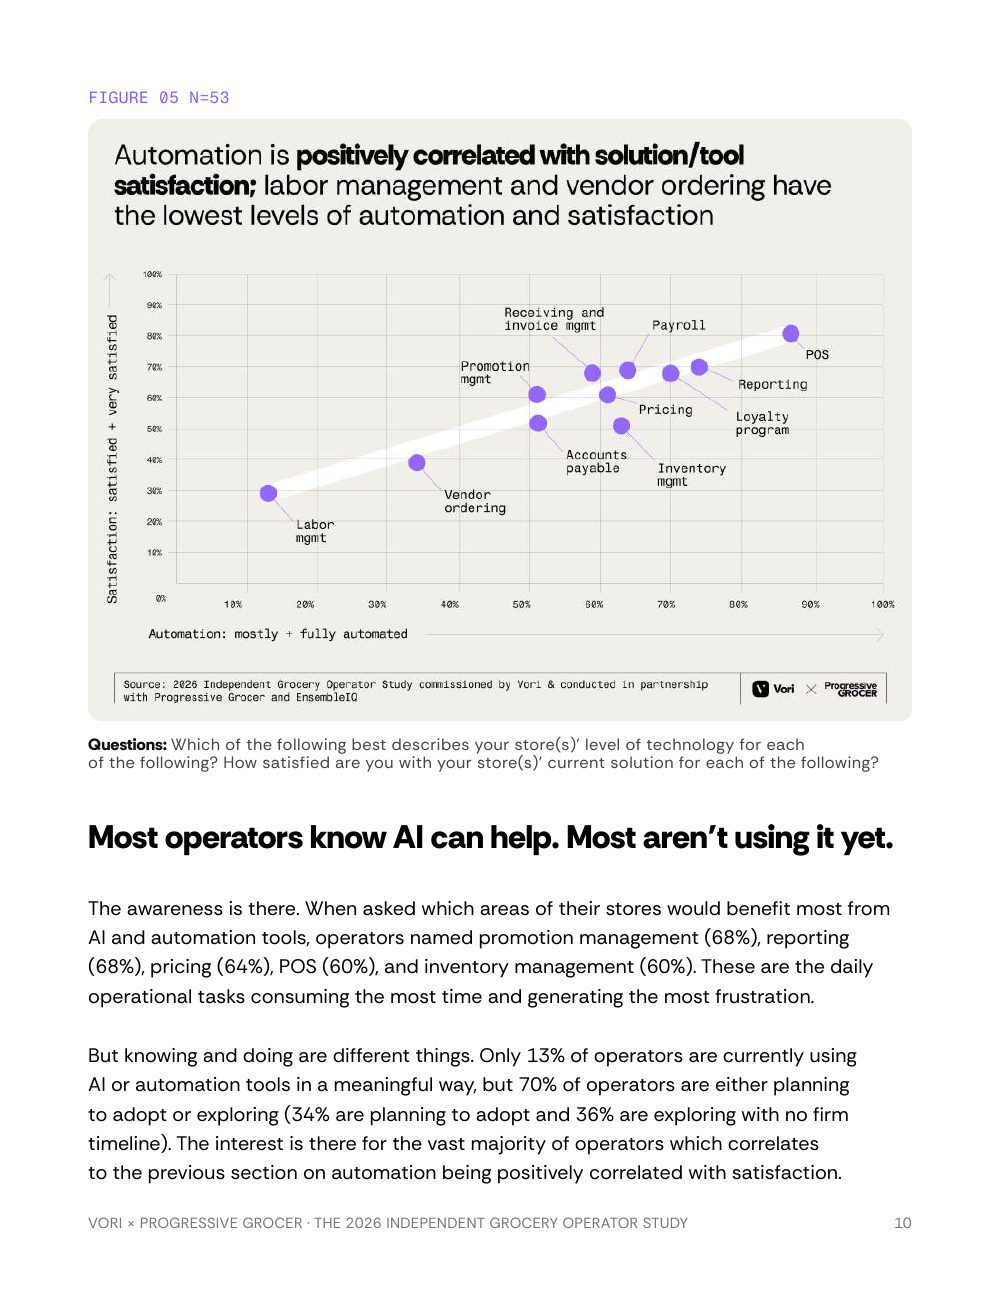 FIGURE 05 N=53
Automation is positively correlated with solution/tool
satisfaction; labor management and vendor ordering have
the lowest levels of automation and satisfaction
Satisfaction: satisfied + very satisfied
100%
90%
80%
70%
60%
50%
40%
30%
20%
10%
0%
Receiving and
invoice mgmt
Payroll
POS
Promotion
mgmt
Reporting
Pricing
Loyalty
program
Accounts
payable
Inventory
mgmt
Vendor
ordering
Labor
mgmt
10%
20%
30%
40%
50%
60%
70%
80%
90%
100%
Automation: mostly + fully automated
Source: 2026 Independent Grocery Operator Study commissioned by Vori & conducted in partnership
with Progressive Grocer and EnsembleIQ
Vori × Progressive
GROCER
Questions: Which of the following best describes your store(s)’ level of technology for each
of the following? How satisfied are you with your store(s)’ current solution for each of the following?
Most operators know AI can help. Most aren’t using it yet.
The awareness is there. When asked which areas of their stores would benefit most from
AI and automation tools, operators named promotion management (68%), reporting
(68%), pricing (64%), POS (60%), and inventory management (60%). These are the daily
operational tasks consuming the most time and generating the most frustration.
But knowing and doing are different things. Only 13% of operators are currently using
AI or automation tools in a meaningful way, but 70% of operators are either planning
to adopt or exploring (34% are planning to adopt and 36% are exploring with no firm
timeline). The interest is there for the vast majority of operators which correlates
to the previous section on automation being positively correlated with satisfaction.
VORI × PROGRESSIVE GROCER · THE 2026 INDEPENDENT GROCERY OPERATOR STUDY
10